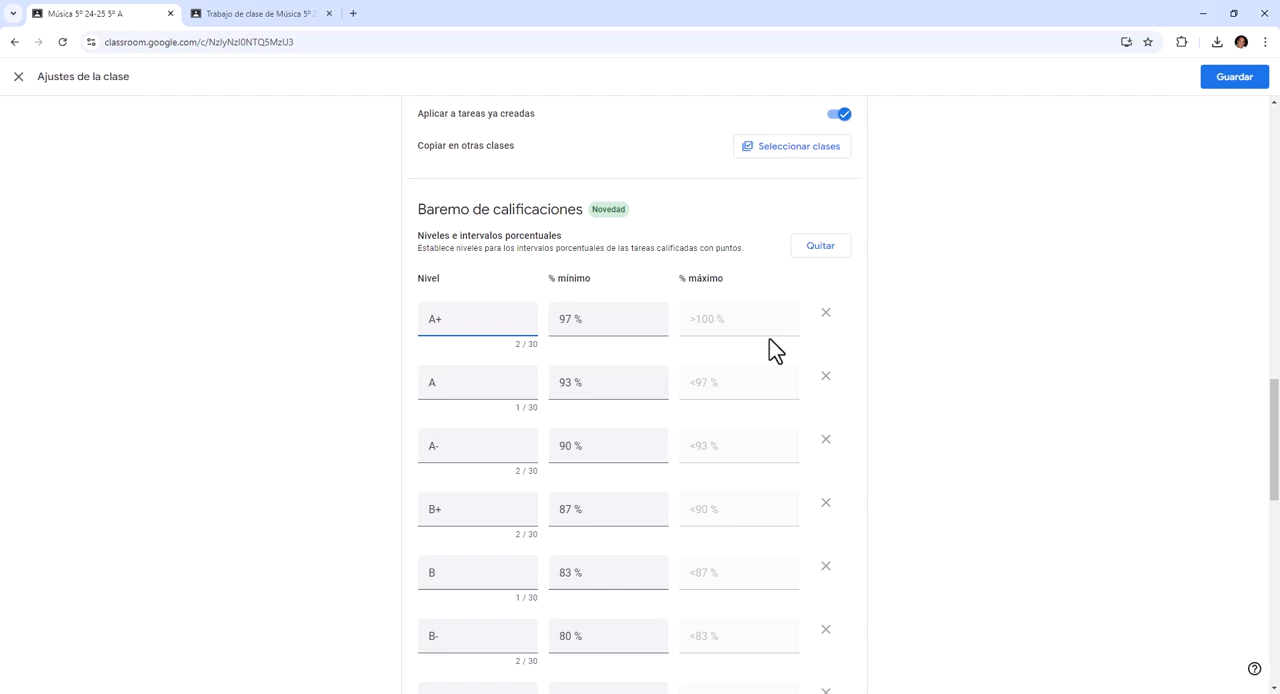 Música 5º 24-25 5º A
Trabajo de clase de Música 5º
classroom.google.com/c/NzIyNzI0NTQ5MzU3
Ajustes de la clase
Guardar
Aplicar a tareas ya creadas
Copiar en otras clases
Seleccionar clases
Baremo de calificaciones Novedad
Niveles e intervalos porcentuales
Establece niveles para los intervalos porcentuales de las tareas calificadas con puntos.
Quitar
Nivel % mínimo % máximo
A+ 97 % >100 %
2 / 30
A 93 % <97 %
1 / 30
A- 90 % <93 %
2 / 30
B+ 87 % <90 %
2 / 30
B 83 % <87 %
1 / 30
B- 80 % <83 %
2 / 30